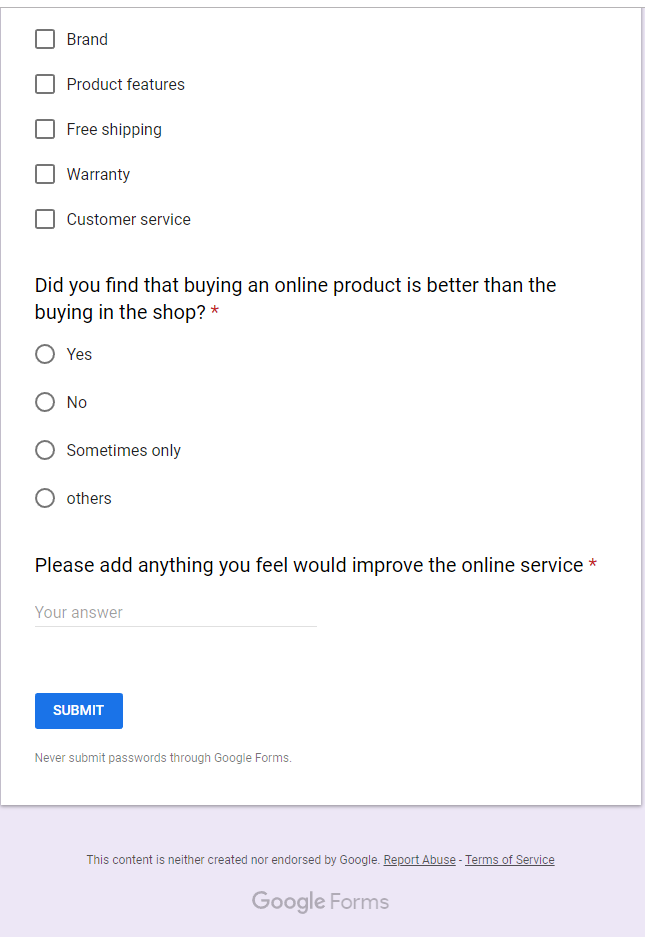 Brand
Product features
Free shipping
Warranty
Customer service
Did you find that buying an online product is better than the
buying in the shop? *
Yes
No
Sometimes only
others
Please add anything you feel would improve the online service *
Your answer
SUBMIT
Never submit passwords through Google Forms.
This content is neither created nor endorsed by Google. Report Abuse - Terms of Service
Google Forms